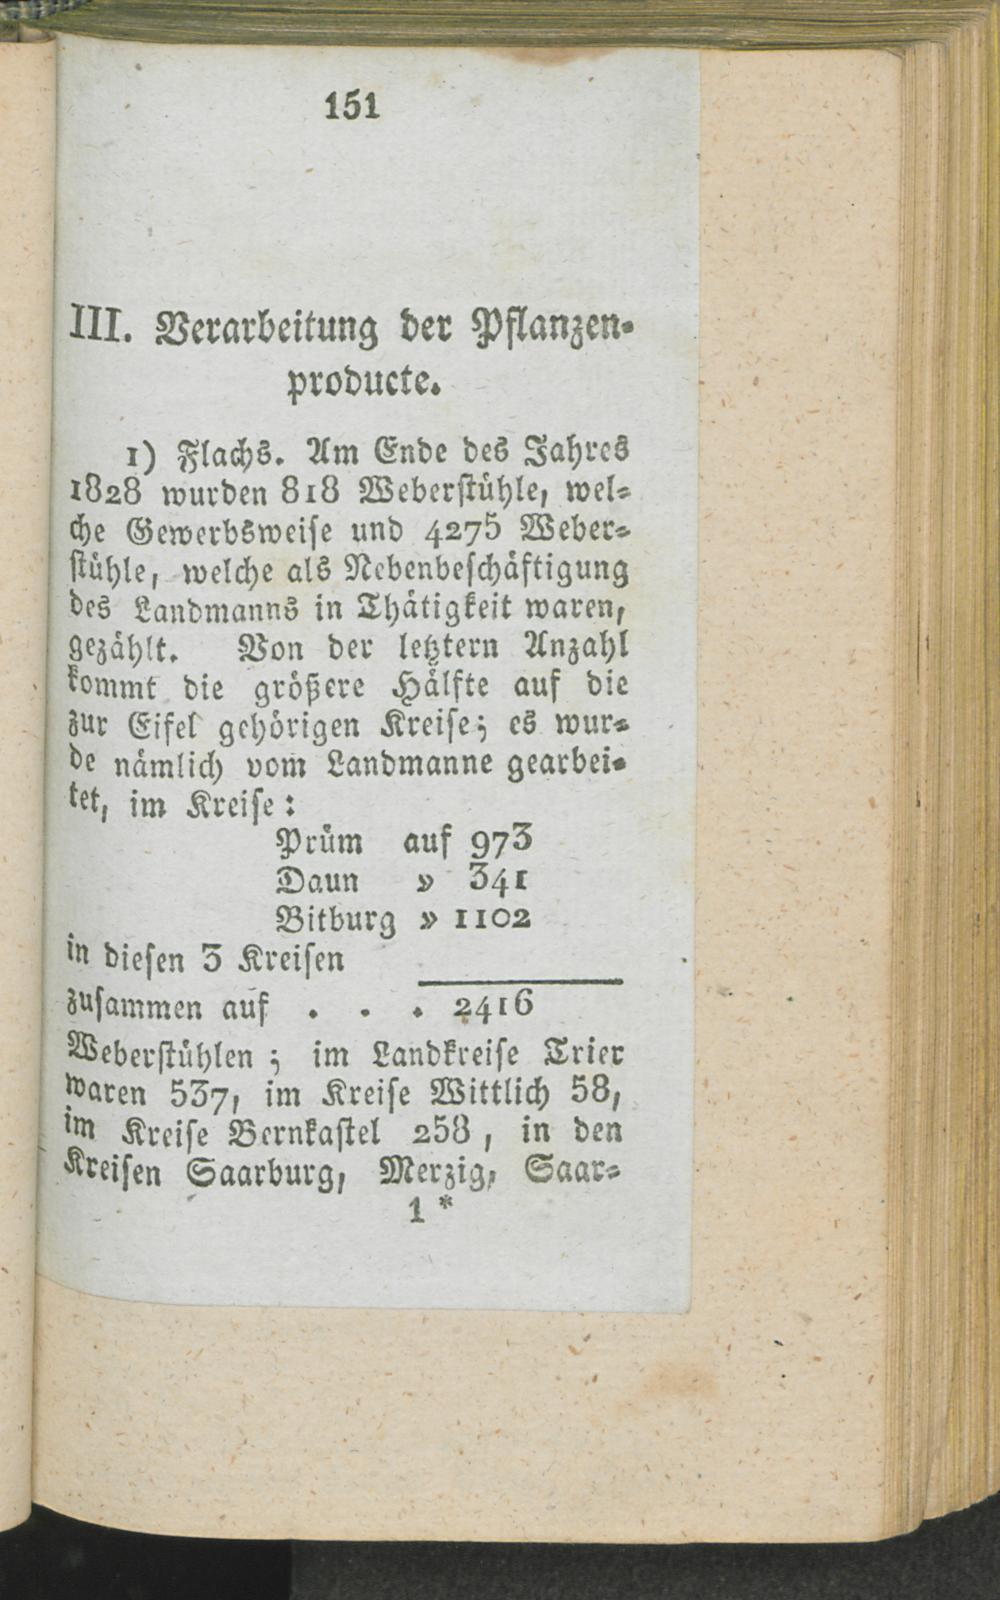 151
III. Verarbeitung der Pflanzen-
producte.
1) Flachs. Am Ende des Jahres
1828 wurden 818 Weberstühle, wel-
che Gewerbsweise und 4275 Weber-
stühle, welche als Nebenbeschäftigung
des Landmanns in Thätigkeit waren,
gezählt. Von der letztern Anzahl
kommt die größere Hälfte auf die
zur Eifel gehörigen Kreise; es wur-
de nämlich vom Landmanne gearbei-
tet, im Kreise:
Prüm auf 973
Daun » 341
Bitburg » 1102
in diesen 3 Kreisen
zusammen auf . . . 2416
Weberstühlen; im Landkreise Trier
waren 537, im Kreise Wittlich 58,
im Kreise Bernkastel 258, in den
Kreisen Saarburg, Merzig, Saar-
1 *